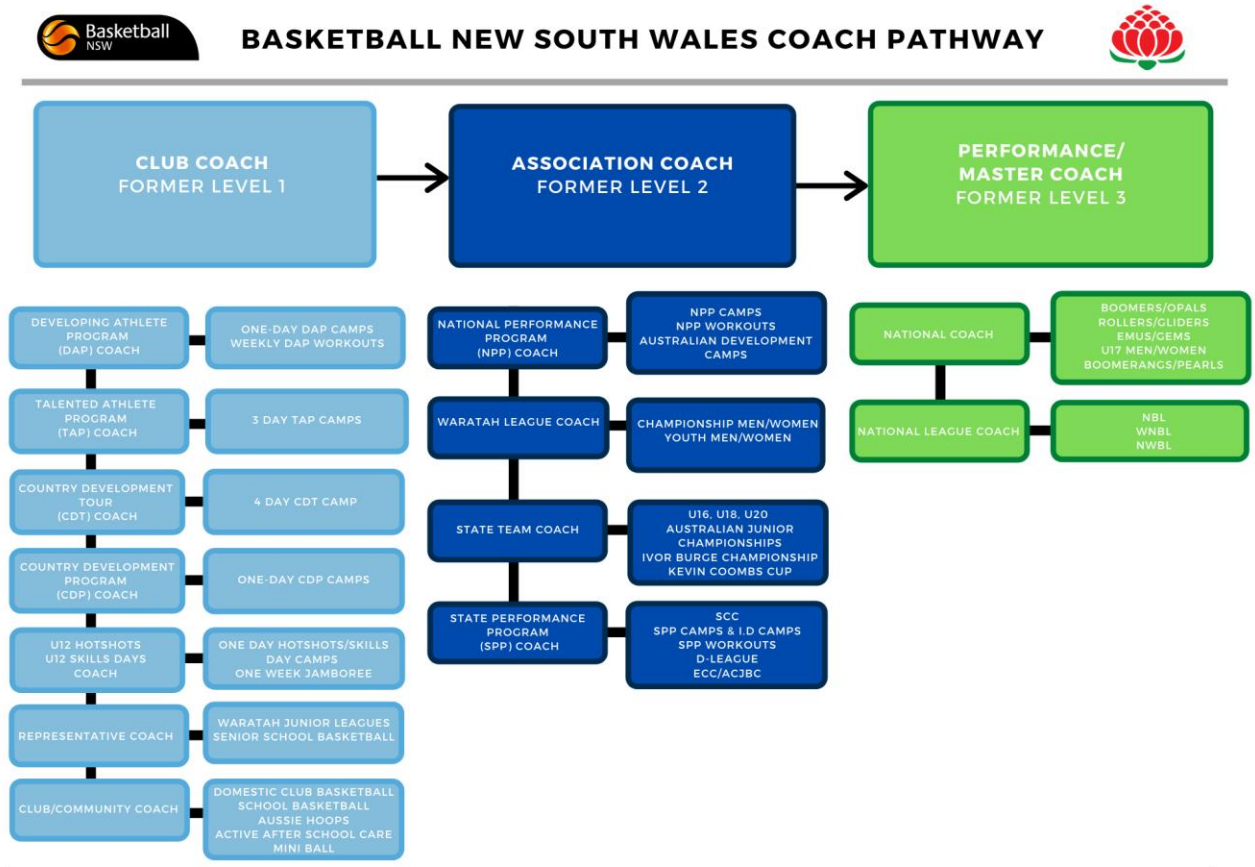 Basketball
NSW
BASKETBALL NEW SOUTH WALES COACH PATHWAY
CLUB COACH
FORMER LEVEL 1
ASSOCIATION COACH
FORMER LEVEL 2
PERFORMANCE/
MASTER COACH
FORMER LEVEL 3
DEVELOPING ATHLETE
PROGRAM
(DAP) COACH
ONE-DAY DAP CAMPS
WEEKLY DAP WORKOUTS
TALENTED ATHLETE
PROGRAM
(TAP) COACH
3 DAY TAP CAMPS
COUNTRY DEVELOPMENT
TOUR
(CDT) COACH
4 DAY CDT CAMP
COUNTRY DEVELOPMENT
PROGRAM
(CDP) COACH
ONE-DAY CDP CAMPS
U12 HOTSHOTS
U12 SKILLS DAYS
COACH
ONE DAY HOTSHOTS/SKILLS
DAY CAMPS
ONE WEEK JAMBOREE
REPRESENTATIVE COACH
WARATAH JUNIOR LEAGUES
SENIOR SCHOOL BASKETBALL
CLUB/COMMUNITY COACH
DOMESTIC CLUB BASKETBALL
SCHOOL BASKETBALL
AUSSIE HOOPS
ACTIVE AFTER SCHOOL CARE
MINI BALL
NATIONAL PERFORMANCE
PROGRAM
(NPP) COACH
NPP CAMPS
NPP WORKOUTS
AUSTRALIAN DEVELOPMENT
CAMPS
WARATAH LEAGUE COACH
CHAMPIONSHIP MEN/WOMEN
YOUTH MEN/WOMEN
STATE TEAM COACH
U16, U18, U20
AUSTRALIAN JUNIOR
CHAMPIONSHIPS
IVOR BURGE CHAMPIONSHIP
KEVIN COOMBS CUP
STATE PERFORMANCE
PROGRAM
(SPP) COACH
SCC
SPP CAMPS & I.D CAMPS
SPP WORKOUTS
D-LEAGUE
ECC/ACJBC
NATIONAL COACH
BOOMERS/OPALS
ROLLERS/GLIDERS
EMUS/GEMS
U17 MEN/WOMEN
BOOMERANGS/PEARLS
NATIONAL LEAGUE COACH
NBL
WNBL
NWBL